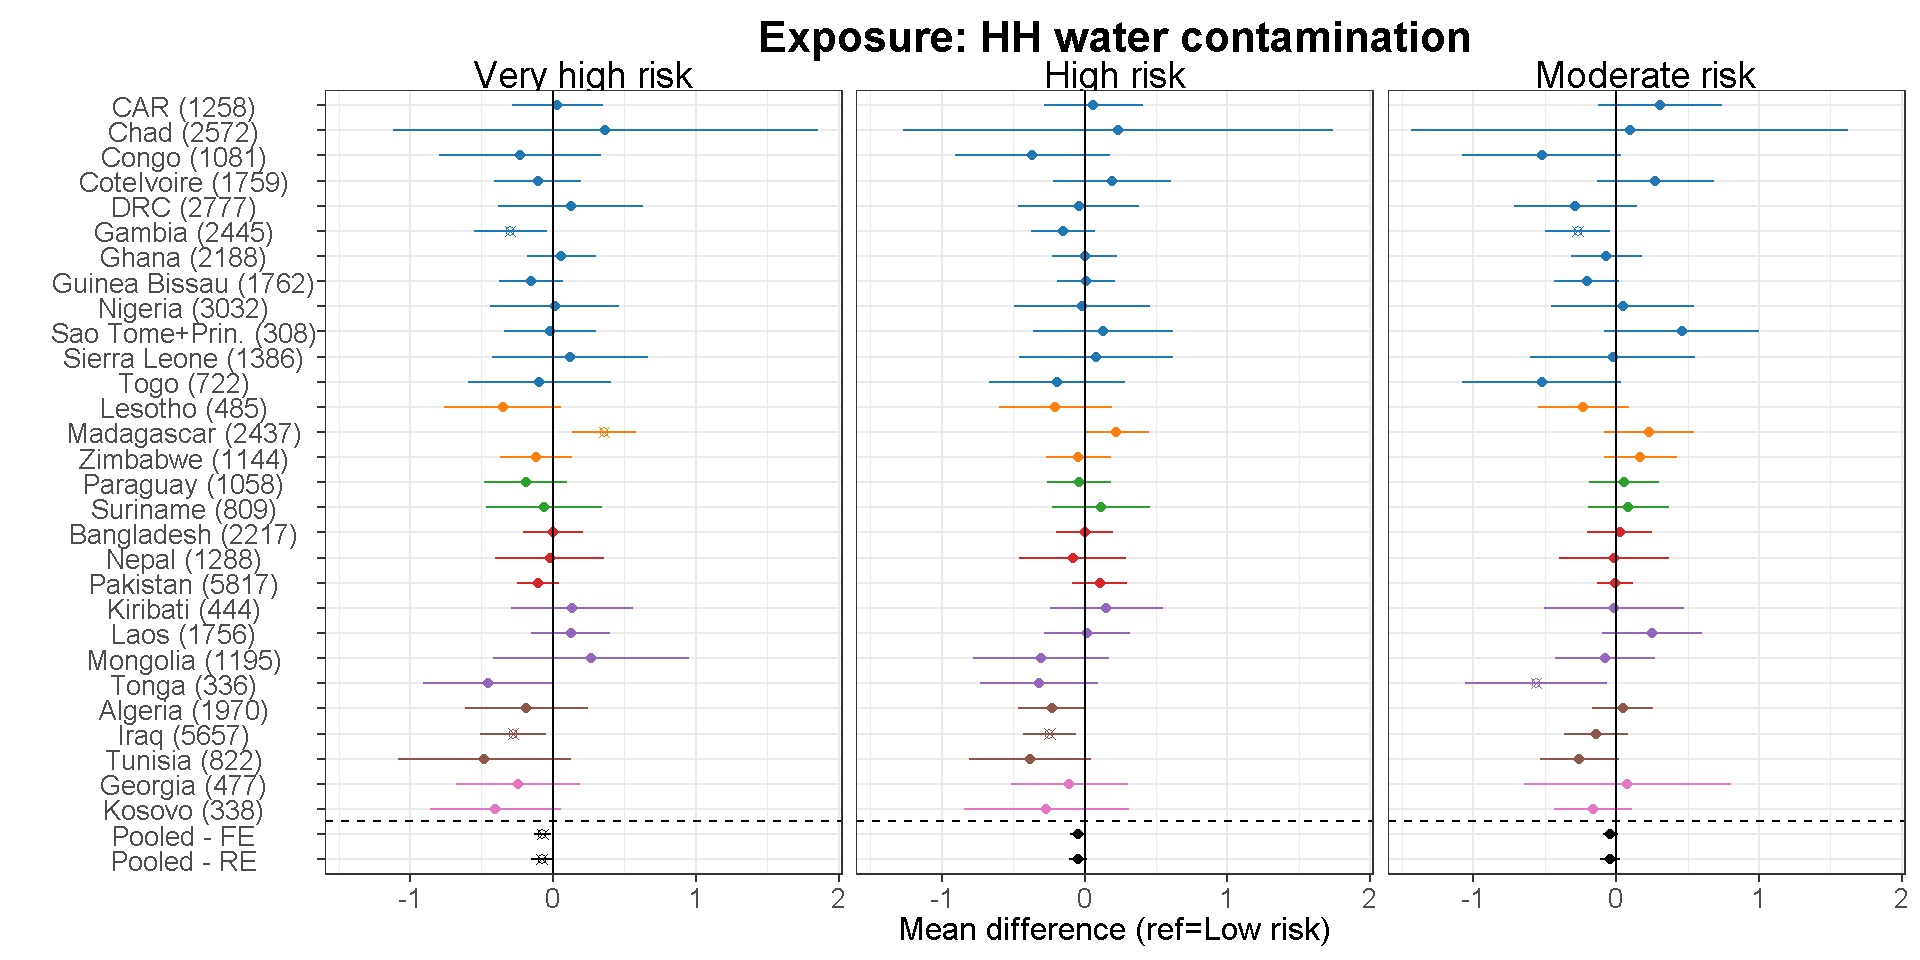 Exposure: HH water contamination
Very high risk
High risk
Moderate risk
CAR (1258)
Chad (2572)
Congo (1081)
CoteIvoire (1759)
DRC (2777)
Gambia (2445)
Ghana (2188)
Guinea Bissau (1762)
Nigeria (3032)
Sao Tome+Prin. (308)
Sierra Leone (1386)
Togo (722)
Lesotho (485)
Madagascar (2437)
Zimbabwe (1144)
Paraguay (1058)
Suriname (809)
Bangladesh (2217)
Nepal (1288)
Pakistan (5817)
Kiribati (444)
Laos (1756)
Mongolia (1195)
Tonga (336)
Algeria (1970)
Iraq (5657)
Tunisia (822)
Georgia (477)
Kosovo (338)
Pooled - FE
Pooled - RE
-1 0 1 2 -1 0 1 2 -1 0 1 2
Mean difference (ref=Low risk)